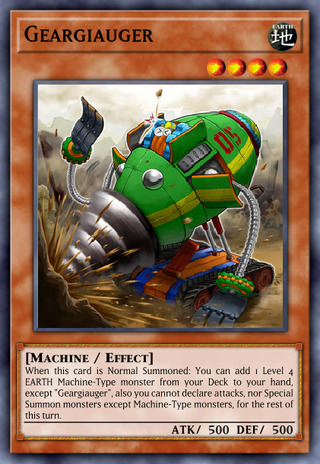 Geargiauger
EARTH
地
05
[Machine / Effect]
When this card is Normal Summoned: You can add 1 Level 4
EARTH Machine-Type monster from your Deck to your hand,
except "Geargiauger", also you cannot declare attacks, nor Special
Summon monsters except Machine-Type monsters, for the rest of
this turn.
ATK/ 500 DEF/ 500